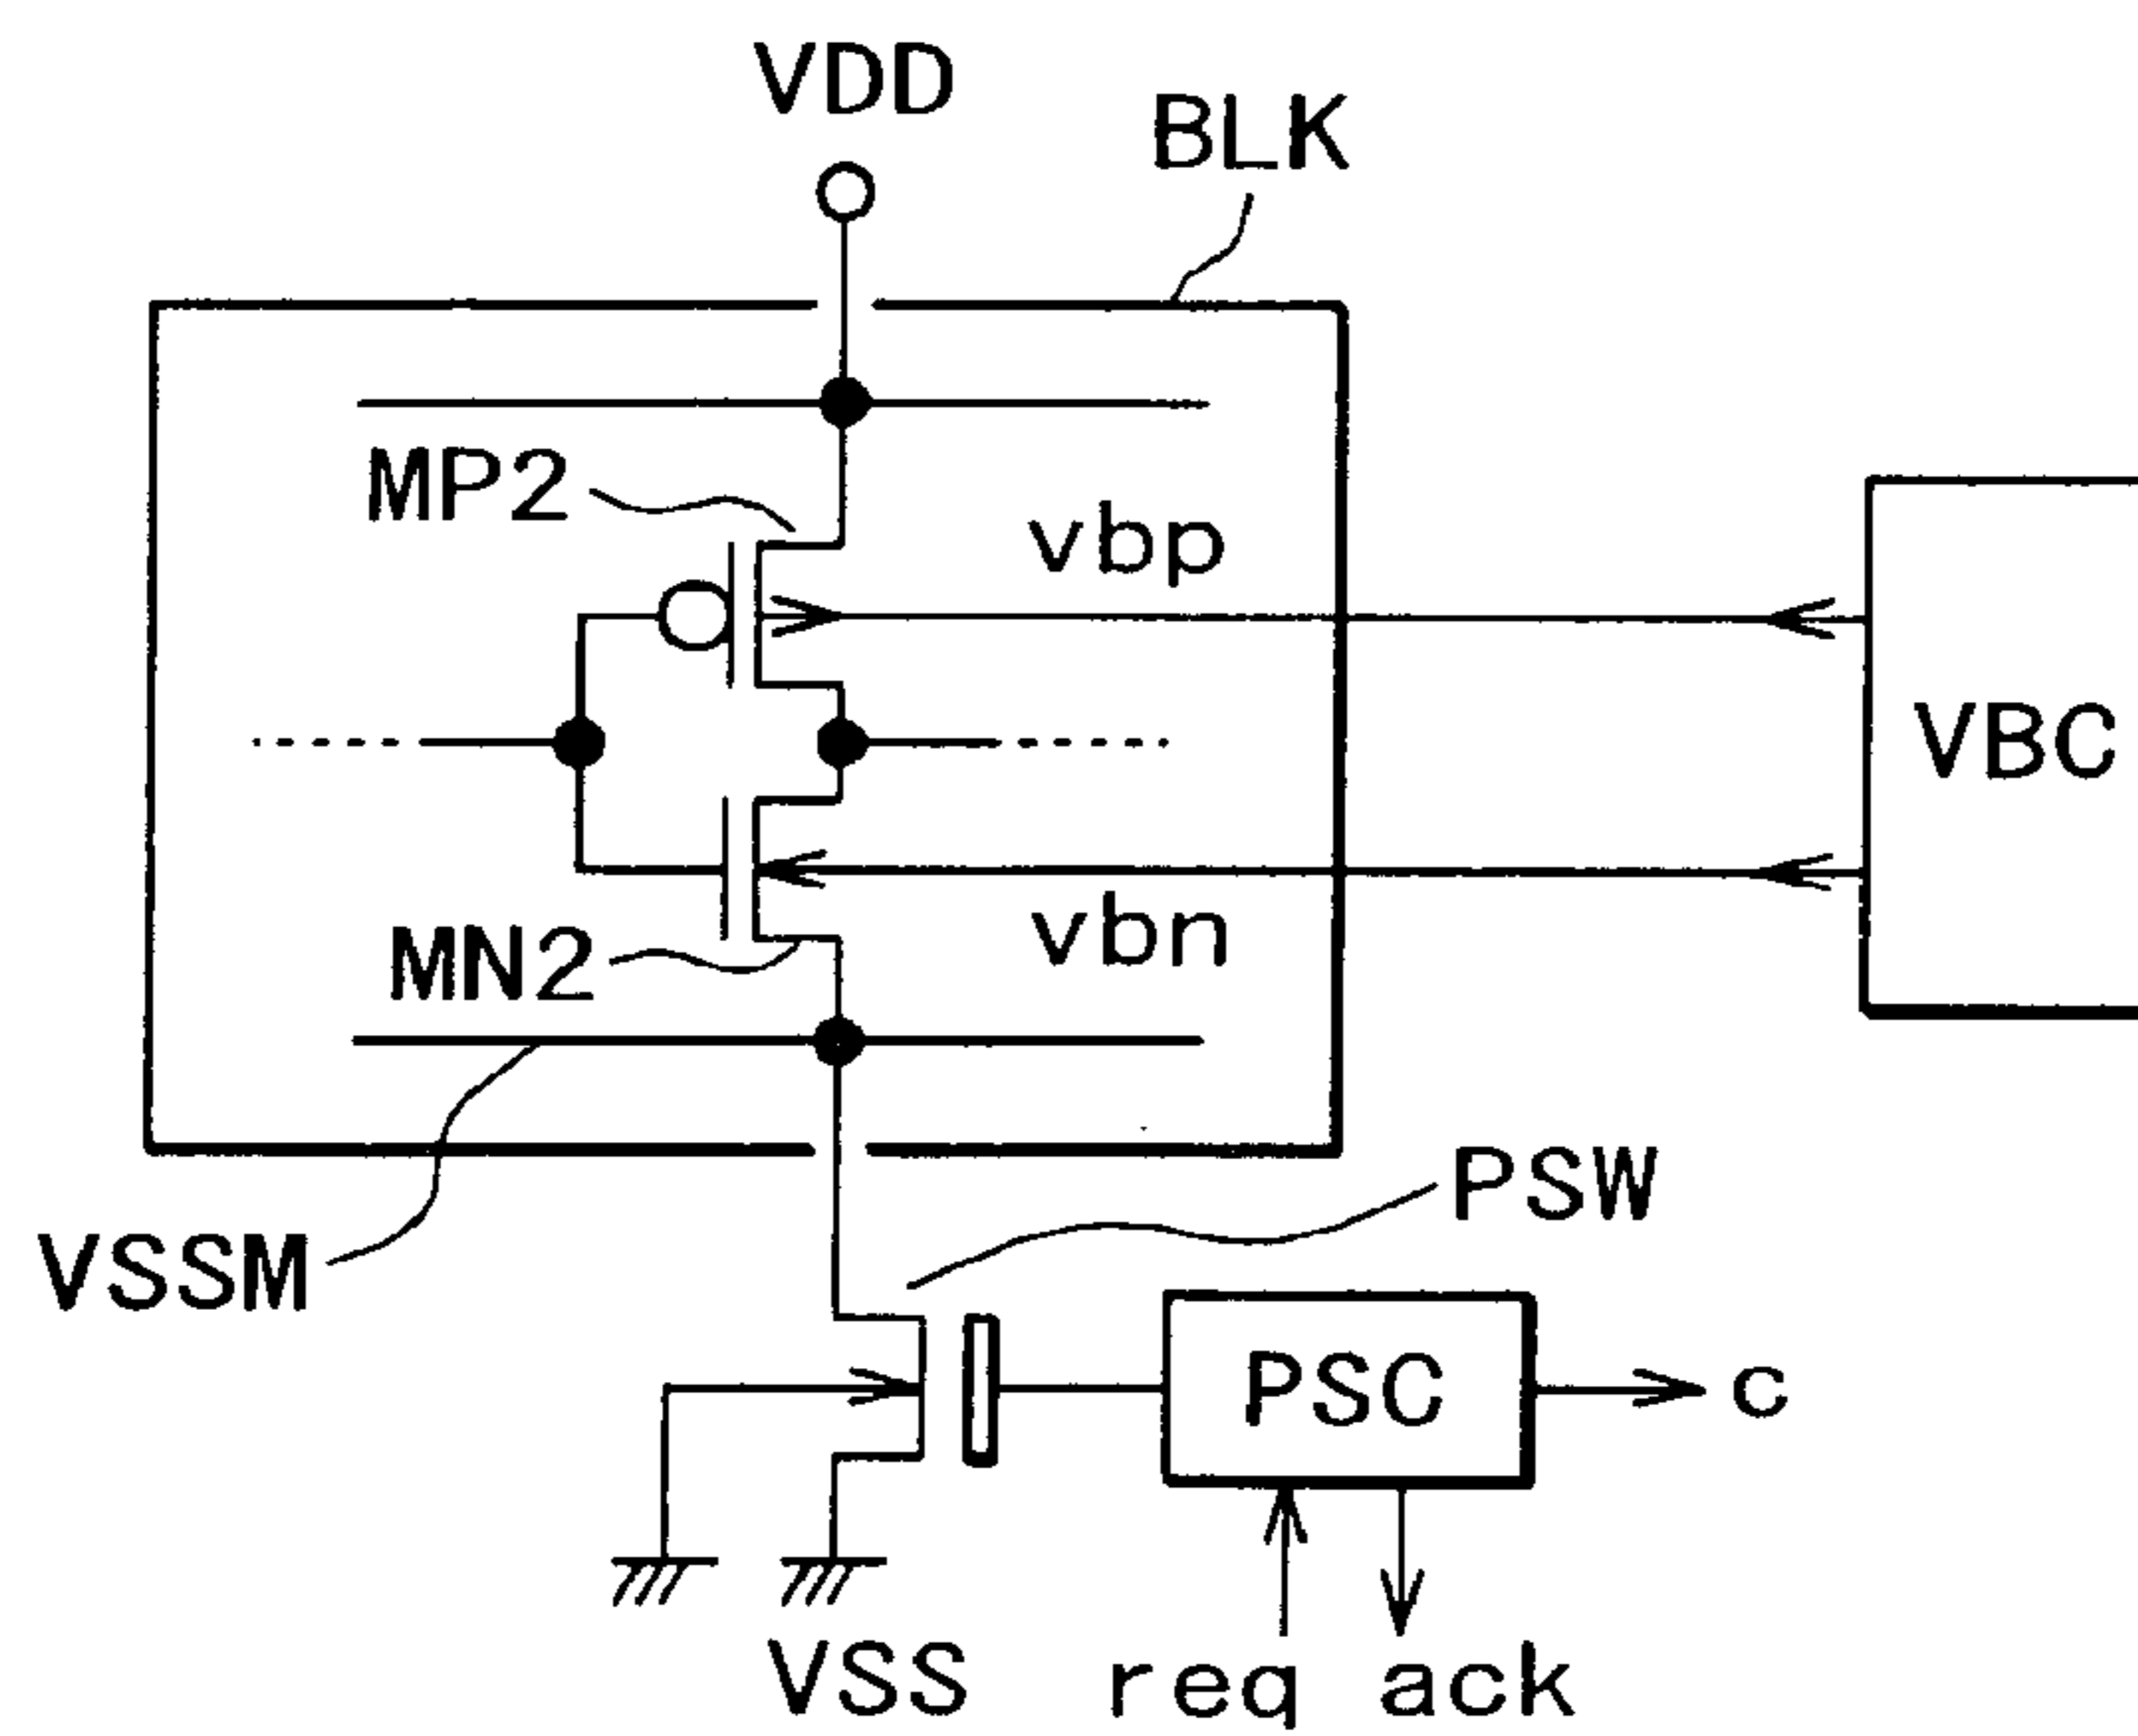 VDD
BLK
MP2
vbp
VBC
MN2
vbn
PSW
VSSM
PSC
c
VSS
req
ack